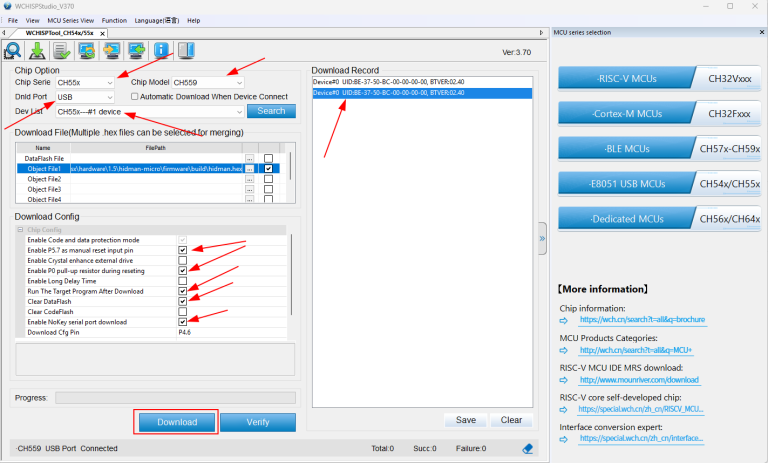 WCHISPStudio_V370
File View MCU Series View Function Language(语言) Help
WCHISPTool_CH54x/55x ×
Ver:3.70
Chip Option
Chip Serie CH55x Chip Model CH559
Dnld Port USB Automatic Download When Device Connect
Dev List CH55x---#1 device Search
Download File(Multiple .hex files can be selected for merging)
Name FilePath
DataFlash File ...
Object File1 x\hardware\1.5\hidman-micro\firmware\build\hidman.hex ...
Object File2 ...
Object File3 ...
Object File4 ...
Download Config
Chip Config
Enable Code and data protection mode
Enable P5.7 as manual reset input pin
Enable Crystal enhance external drive
Enable P0 pull-up resistor during reseting
Enable Long Delay Time
Run The Target Program After Download
Clear DataFlash
Clear CodeFlash
Enable NoKey serial port download
Download Cfg Pin P4.6
Progress:
Download Verify
·CH559 USB Port Connected Total:0 Succ:0 Failure:0
Download Record
Device#0 UID:BE-37-50-BC-00-00-00-00, BTVER:02.40
Device#0 UID:BE-37-50-BC-00-00-00-00, BTVER:02.40
Save Clear
MCU series selection
·RISC-V MCUs CH32Vxxx
·Cortex-M MCUs CH32Fxxx
·BLE MCUs CH57x-CH59x
·E8051 USB MCUs CH54x/CH55x
·Dedicated MCUs CH56x/CH64x
【More information】
Chip information:
https://wch.cn/search?t=all&q=brochure
MCU Products Categories:
http://wch.cn/search?t=all&q=MCU+
RISC-V MCU IDE MRS download:
http://www.mounriver.com/download
RISC-V core self-developed chip:
https://special.wch.cn/zh_cn/RISCV_MCU...
Interface conversion expert:
https://special.wch.cn/zh_cn/interface...